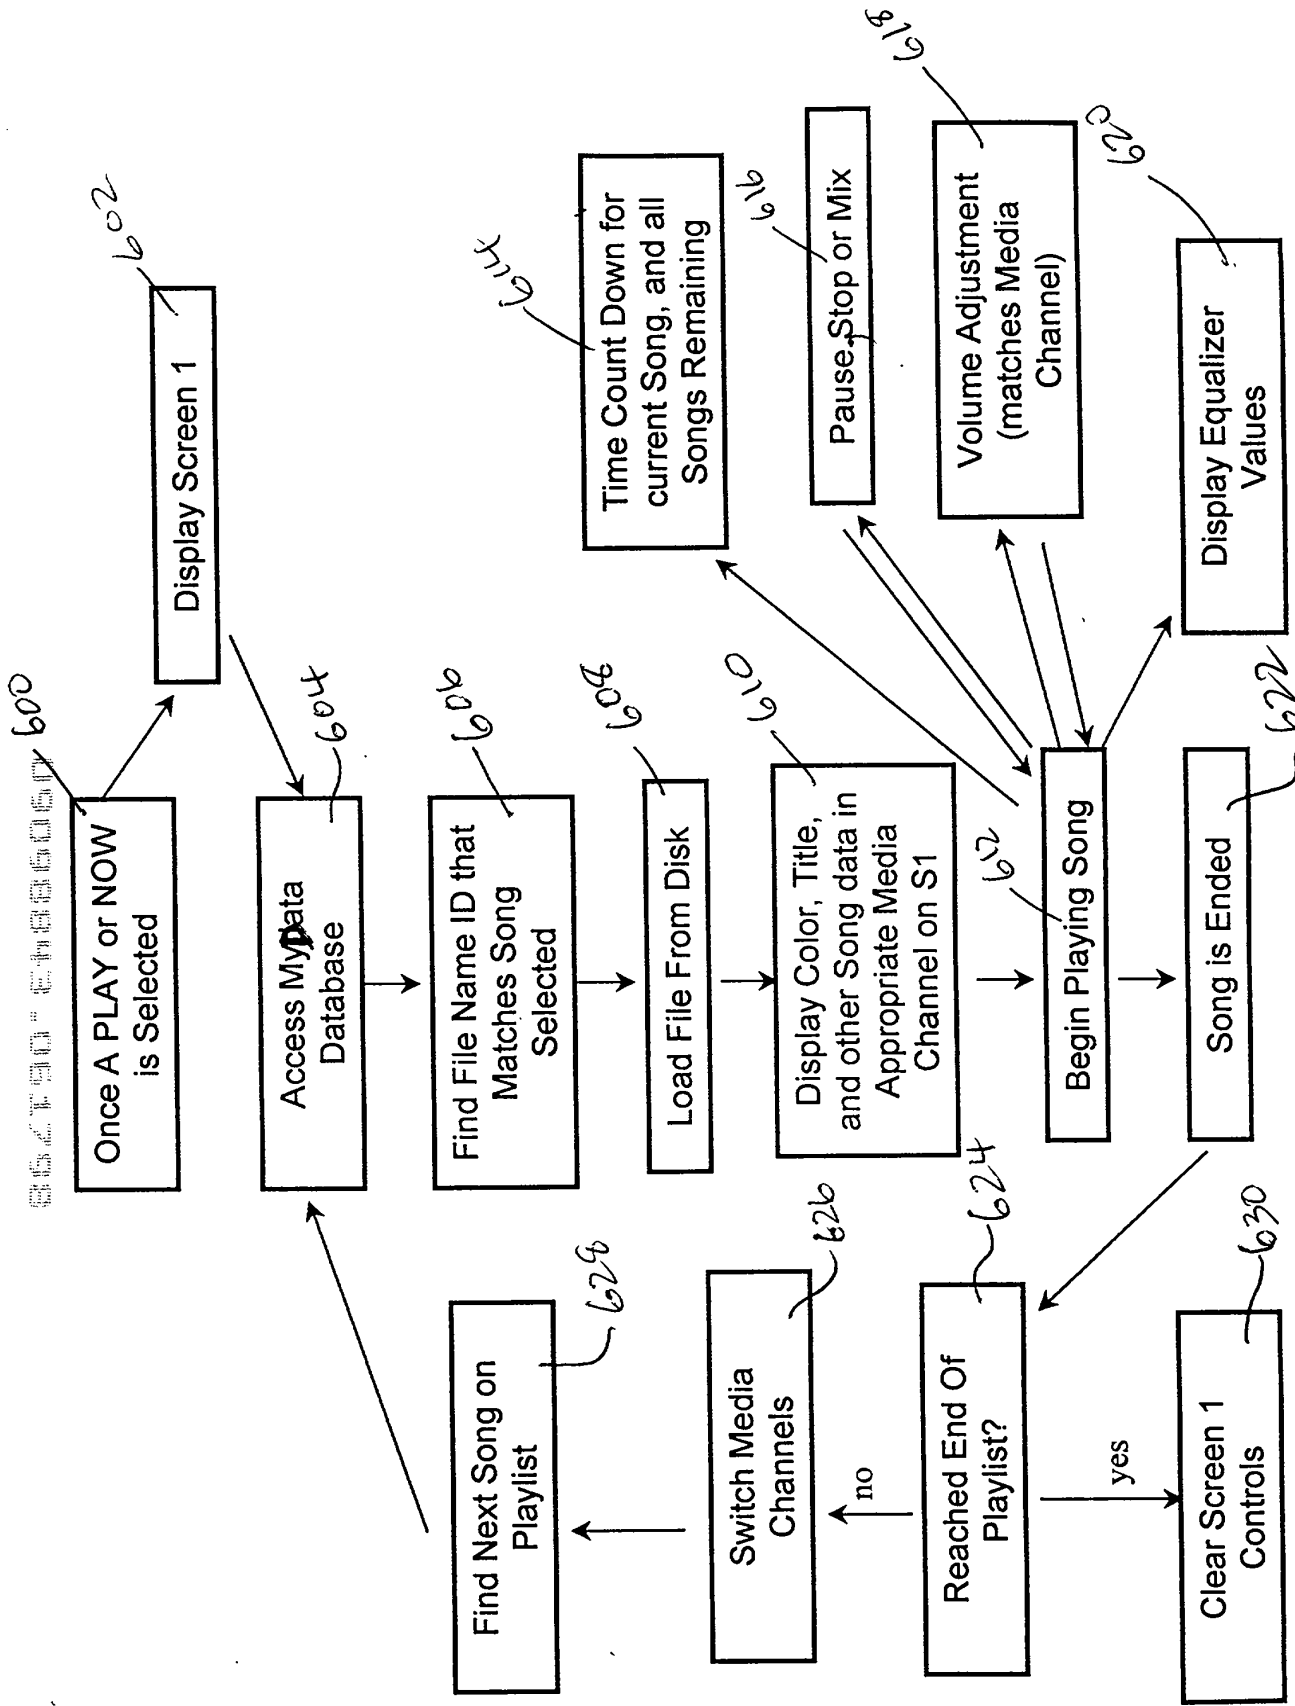 600
Once A PLAY or NOW
is Selected
602
Display Screen 1
604
Access MyData
Database
606
Find File Name ID that
Matches Song
Selected
608
Load File From Disk
610
Display Color, Title,
and other Song data in
Appropriate Media
Channel on S1
612
Begin Playing Song
614
Time Count Down for
current Song, and all
Songs Remaining
616
Pause,Stop or Mix
618
Volume Adjustment
(matches Media
Channel)
620
Display Equalizer
Values
622
Song is Ended
624
Reached End Of
Playlist?
no
yes
626
Switch Media
Channels
628
Find Next Song on
Playlist
630
Clear Screen 1
Controls